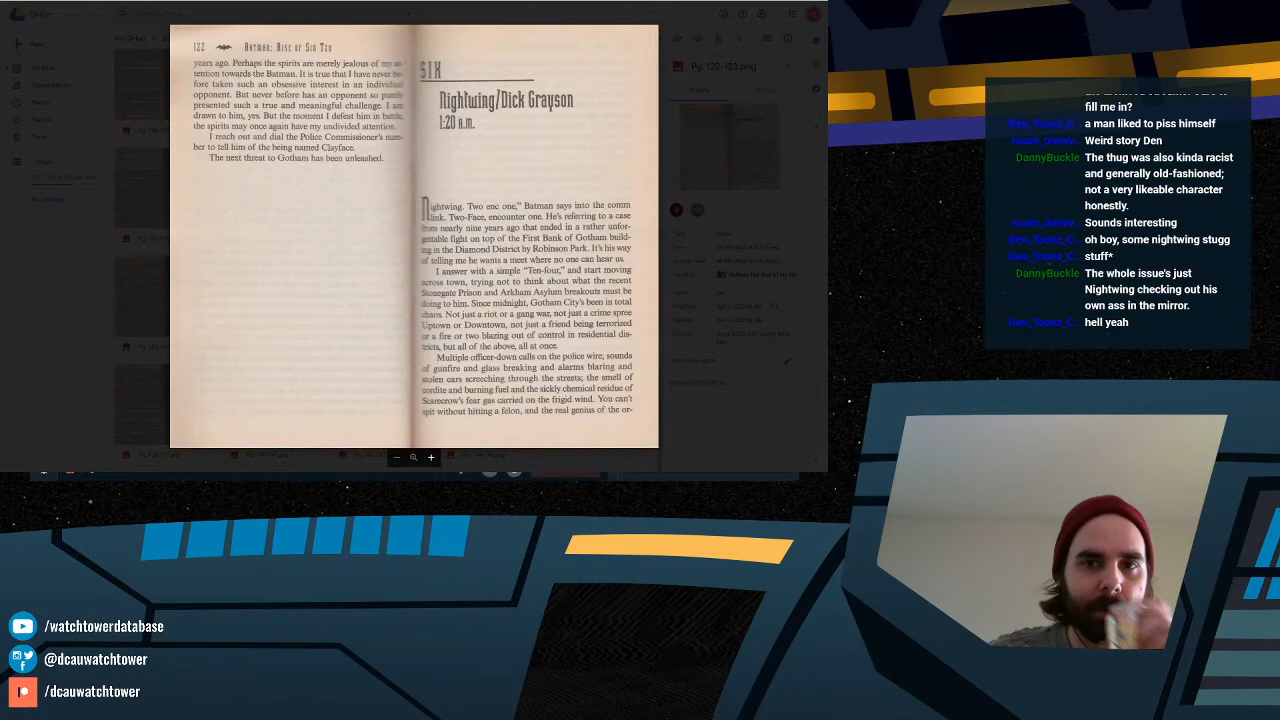 Drive
122 BATMAN: RISE OF SIN TZU
years ago. Perhaps the spirits are merely jealous of my at-
tention towards the Batman. It is true that I have never be-
fore taken such an obsessive interest in an individual
opponent. But never before has an opponent so purely
presented such a true and meaningful challenge. I am
drawn to him, yes. But the moment I defeat him in battle,
the spirits may once again have my undivided attention.
I reach out and dial the Police Commissioner's num-
ber to tell him of the being named Clayface.
The next threat to Gotham has been unleashed.
SIX
Nightwing/Dick Grayson
1:20 A.M.
Nightwing. Two enc one," Batman says into the comm
link. Two-Face, encounter one. He's referring to a case
from nearly nine years ago that ended in a rather unfor-
gettable fight on top of the First Bank of Gotham build-
ing in the Diamond District by Robinson Park. It's his way
of telling me he wants a meet where no one can hear us.
I answer with a simple "Ten-four," and start moving
across town, trying not to think about what the recent
Stonegate Prison and Arkham Asylum breakouts must be
doing to him. Since midnight, Gotham City's been in total
chaos. Not just a riot or a gang war, not just a crime spree
Uptown or Downtown, not just a friend being terrorized
or a fire or two blazing out of control in residential dis-
tricts, but all of the above, all at once.
Multiple officer-down calls on the police wire; sounds
of gunfire and glass breaking and alarms blaring and
stolen cars screeching through the streets; the smell of
cordite and burning fuel and the sickly chemical residue of
Scarecrow's fear gas carried on the frigid wind. You can't
spit without hitting a felon, and the real genius of the or-
Pg. 122-123.png
fill me in?
Den_Toonz_C... a man liked to piss himself
Weird story Den
DannyBuckle The thug was also kinda racist
and generally old-fashioned;
not a very likeable character
honestly.
Sounds interesting
Den_Toonz_C... oh boy, some nightwing stugg
Den_Toonz_C... stuff*
DannyBuckle The whole issue's just
Nightwing checking out his
own ass in the mirror.
Den_Toonz_C... hell yeah
/watchtowerdatabase
@dcauwatchtower
/dcauwatchtower